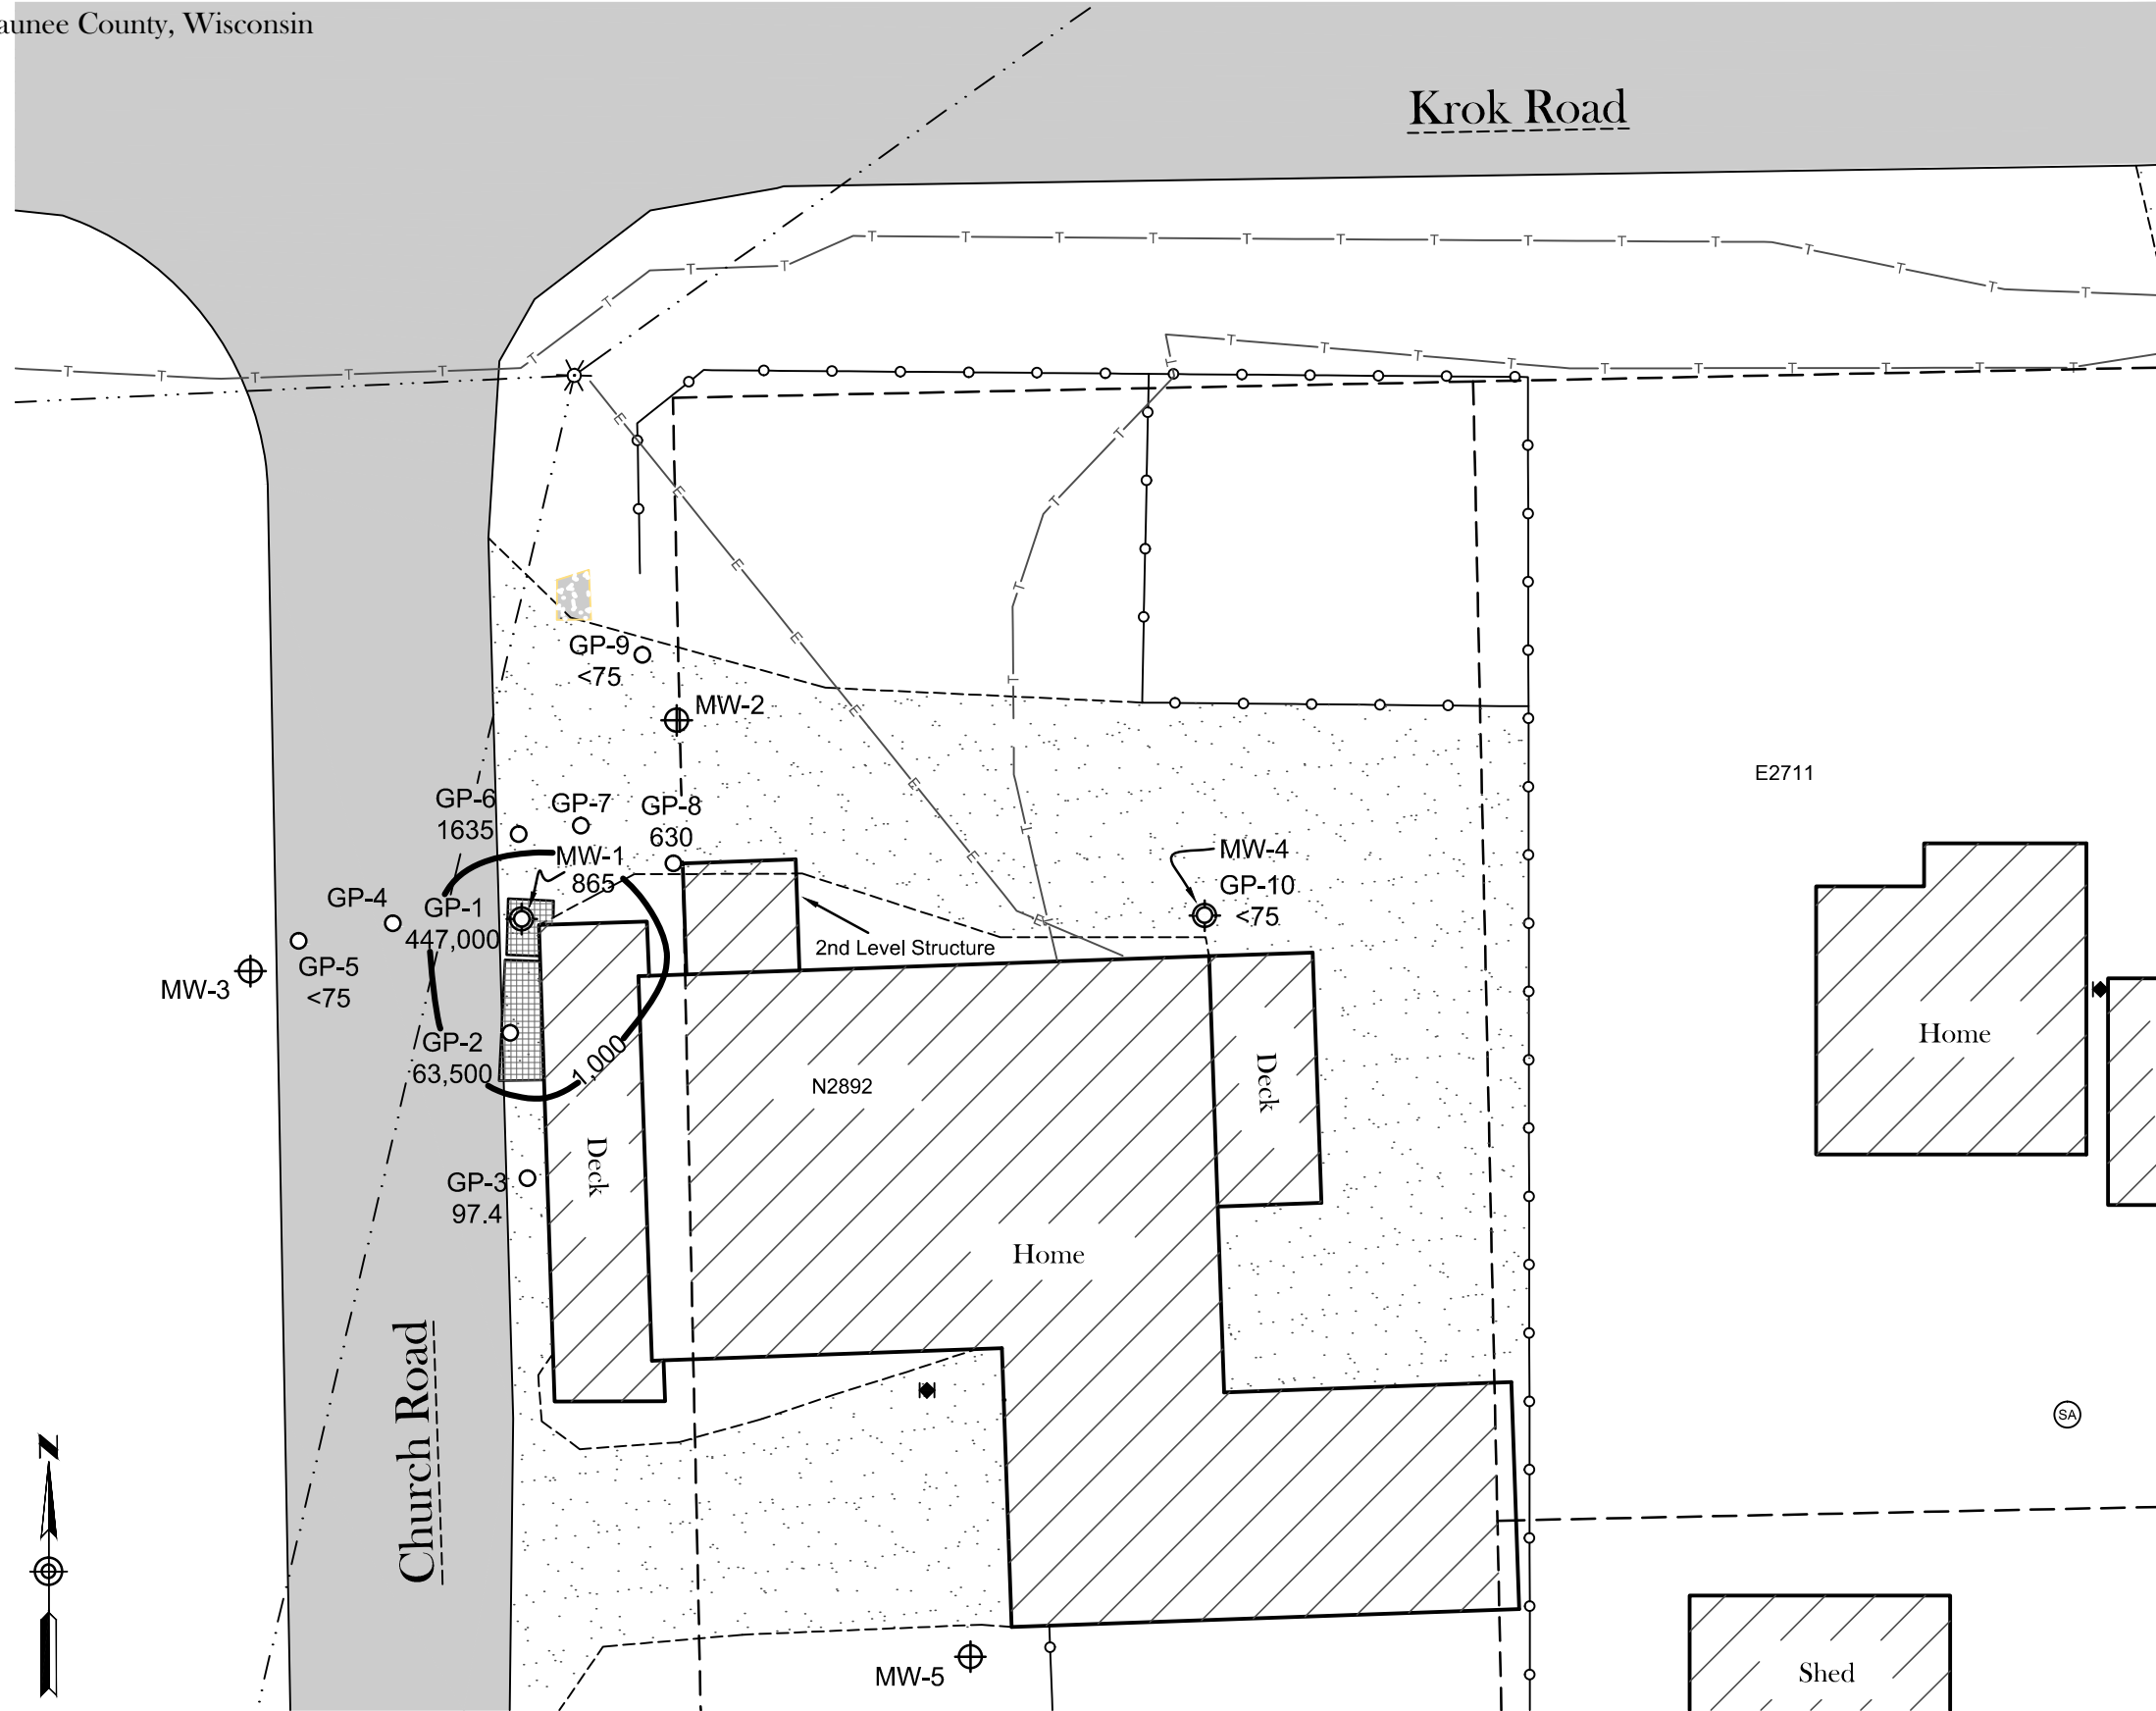 aunee County, Wisconsin
Krok Road
GP-9
<75
MW-2
E2711
GP-6
1635
GP-7
GP-8
630
MW-1
865
MW-4
GP-10
<75
GP-4
GP-1
447,000
2nd Level Structure
GP-5
<75
MW-3
GP-2
63,500
1,000
N2892
Deck
Home
Deck
GP-3
97.4
Home
Church Road
SA
N
MW-5
Shed